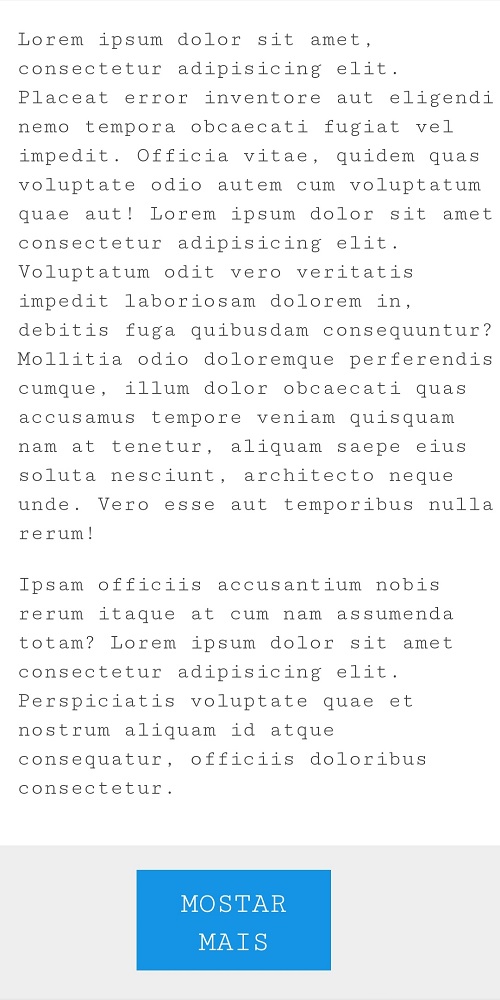 Lorem ipsum dolor sit amet,
consectetur adipisicing elit.
Placeat error inventore aut eligendi
nemo tempora obcaecati fugiat vel
impedit. Officia vitae, quidem quas
voluptate odio autem cum voluptatum
quae aut! Lorem ipsum dolor sit amet
consectetur adipisicing elit.
Voluptatum odit vero veritatis
impedit laboriosam dolorem in,
debitis fuga quibusdam consequuntur?
Mollitia odio doloremque perferendis
cumque, illum dolor obcaecati quas
accusamus tempore veniam quisquam
nam at tenetur, aliquam saepe eius
soluta nesciunt, architecto neque
unde. Vero esse aut temporibus nulla
rerum!
Ipsam officiis accusantium nobis
rerum itaque at cum nam assumenda
totam? Lorem ipsum dolor sit amet
consectetur adipisicing elit.
Perspiciatis voluptate quae et
nostrum aliquam id atque
consequatur, officiis doloribus
consectetur.
MOSTAR
MAIS